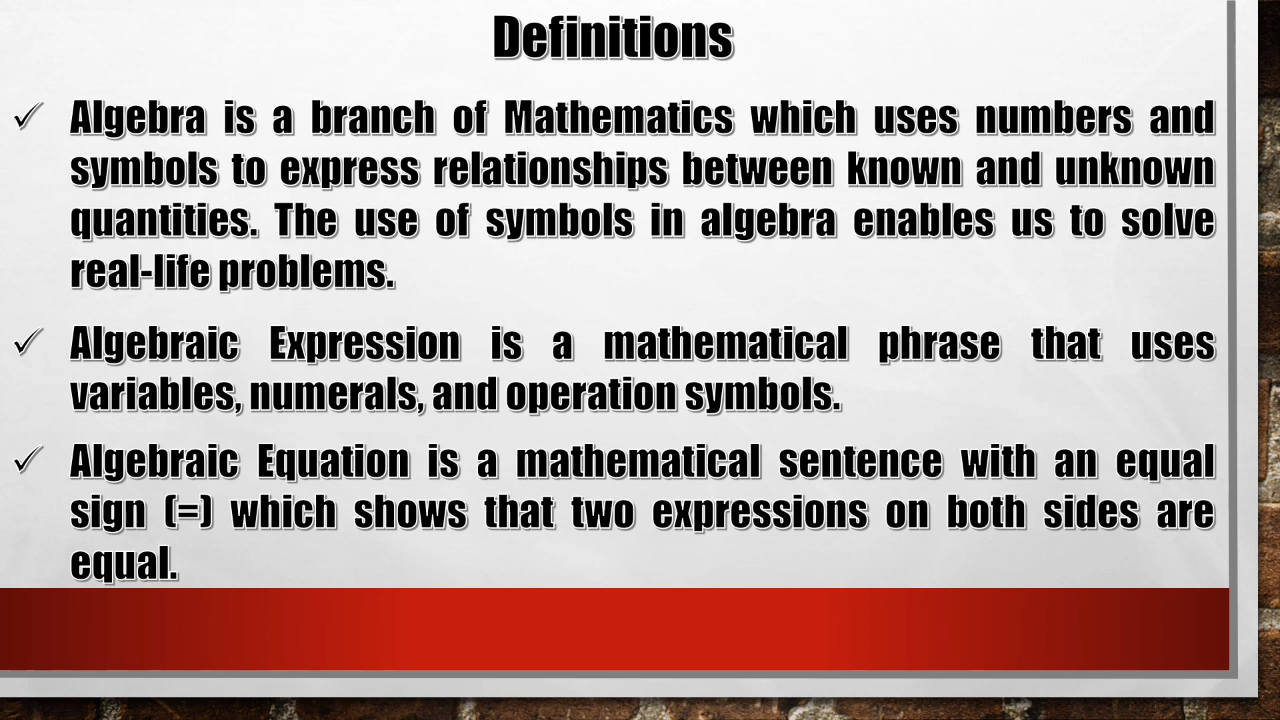 Definitions
✓ Algebra is a branch of Mathematics which uses numbers and
symbols to express relationships between known and unknown
quantities. The use of symbols in algebra enables us to solve
real-life problems.
✓ Algebraic Expression is a mathematical phrase that uses
variables, numerals, and operation symbols.
✓ Algebraic Equation is a mathematical sentence with an equal
sign (=) which shows that two expressions on both sides are
equal.